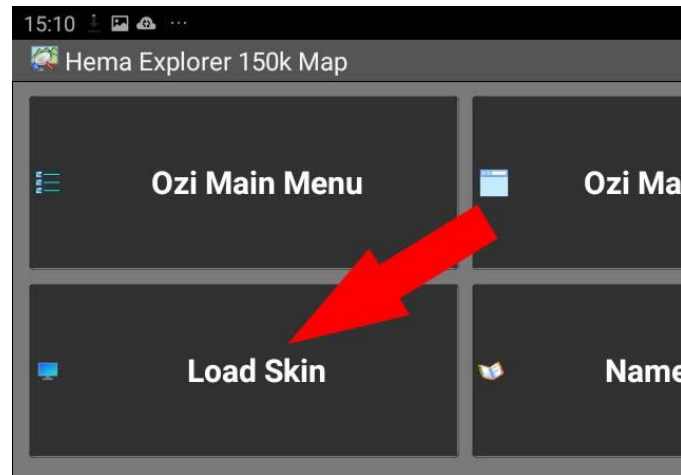 15:10
Hema Explorer 150k Map
Ozi Main Menu
Ozi Ma
Load Skin
Name